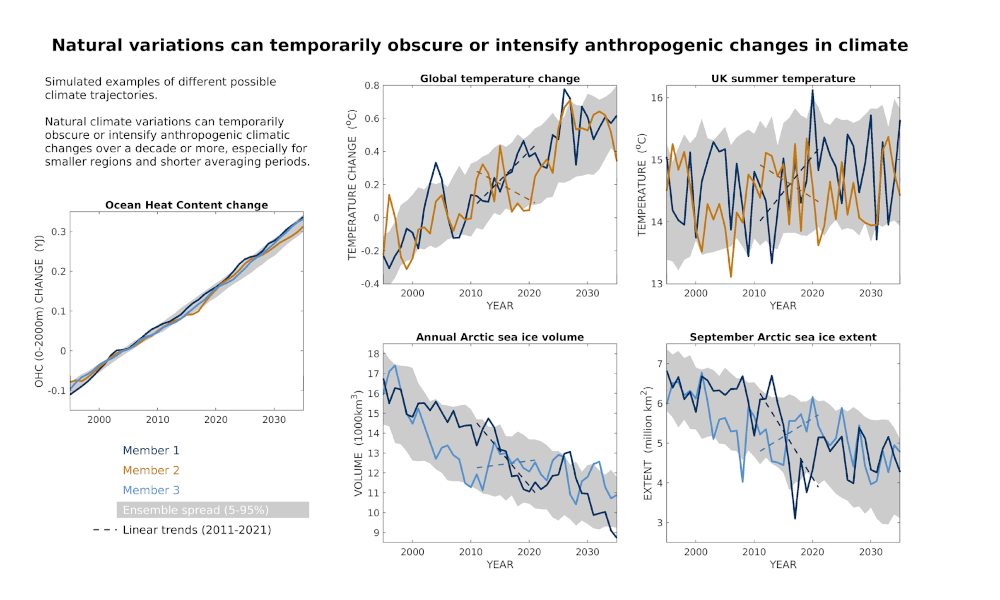 Natural variations can temporarily obscure or intensify anthropogenic changes in climate
Simulated examples of different possible
climate trajectories.
Natural climate variations can temporarily
obscure or intensify anthropogenic climatic
changes over a decade or more, especially for
smaller regions and shorter averaging periods.
Ocean Heat Content change
OHC (0-2000m) CHANGE (YJ)
0.3
0.2
0.1
0
-0.1
2000 2010 2020 2030
Member 1
Member 2
Member 3
Ensemble spread (5-95%)
Linear trends (2011-2021)
Global temperature change
TEMPERATURE CHANGE (°C)
0.8
0.6
0.4
0.2
0
-0.2
-0.4
2000 2010 2020 2030
YEAR
UK summer temperature
TEMPERATURE (°C)
16
15
14
13
2000 2010 2020 2030
YEAR
Annual Arctic sea ice volume
VOLUME (1000km³)
18
17
16
15
14
13
12
11
10
9
2000 2010 2020 2030
YEAR
September Arctic sea ice extent
EXTENT (million km²)
7
6
5
4
3
2000 2010 2020 2030
YEAR